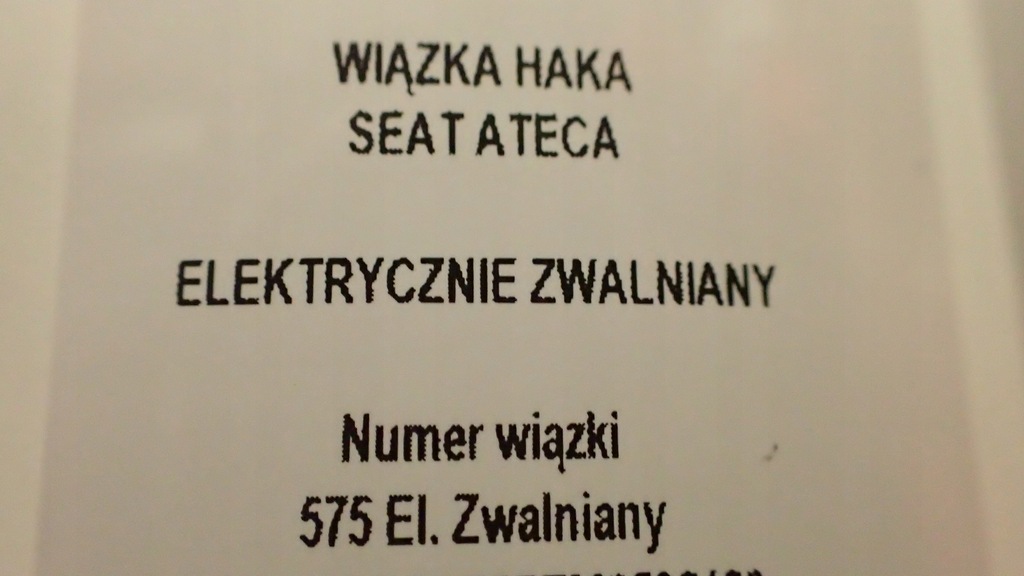 WIĄZKA HAKA
SEAT ATECA
ELEKTRYCZNIE ZWALNIANY
Numer wiązki
575 El. Zwalniany